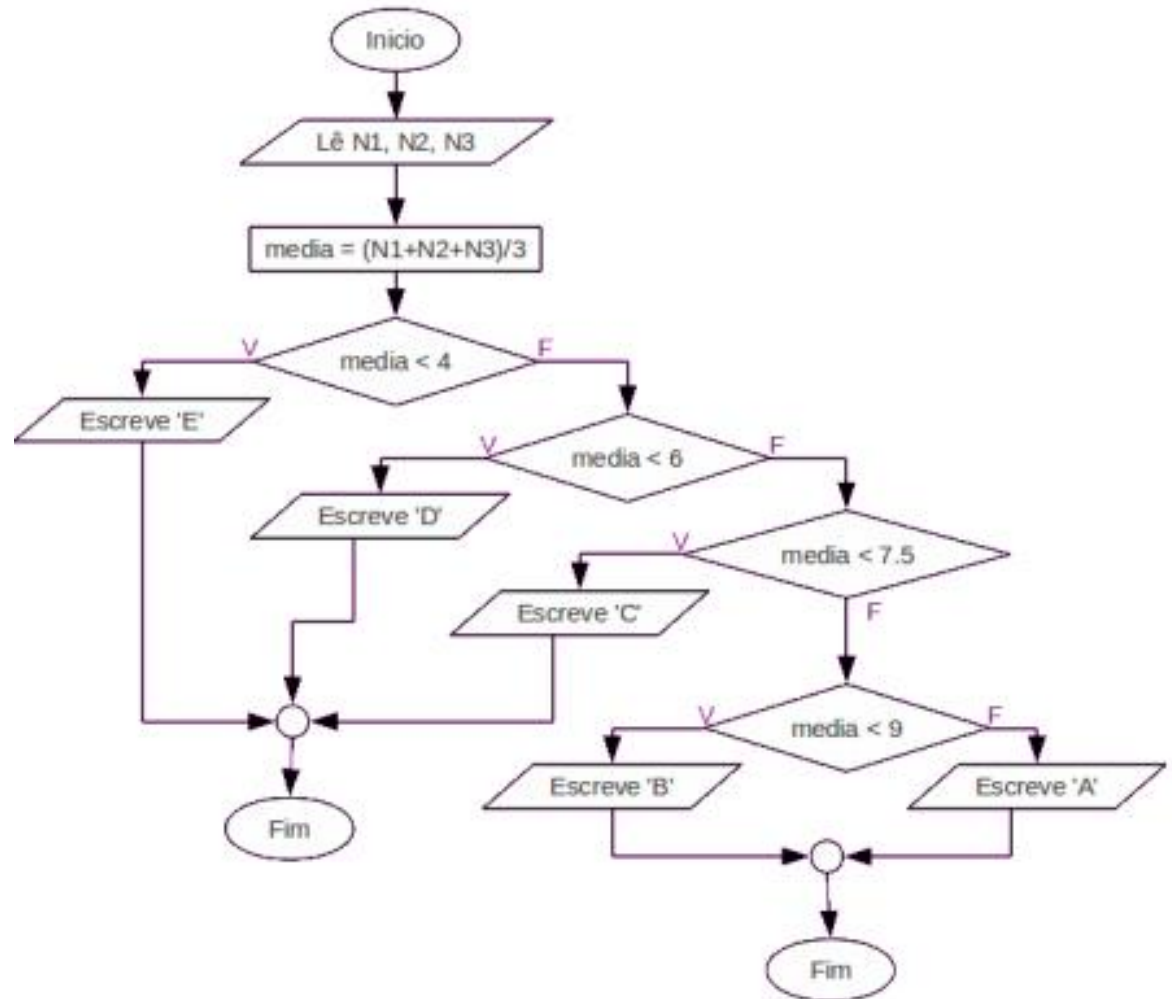 Inicio
Lê N1, N2, N3
media = (N1+N2+N3)/3
V
media < 4
F
Escreve 'E'
V
media < 6
F
Escreve 'D'
V
media < 7.5
Escreve 'C'
F
V
media < 9
F
Escreve 'B'
Escreve 'A'
Fim
Fim